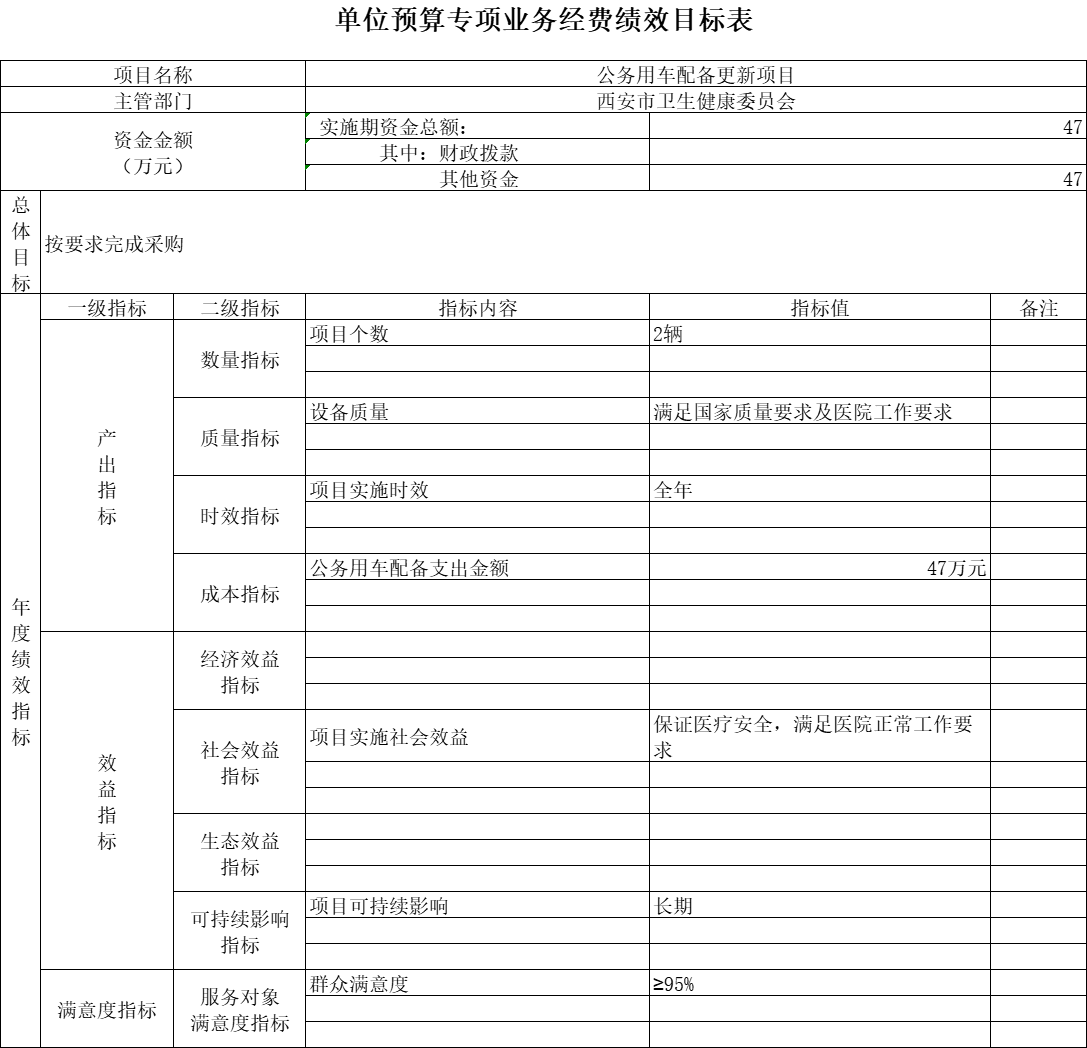 单位预算专项业务经费绩效目标表
项目名称 公务用车配备更新项目
主管部门 西安市卫生健康委员会
资金金额
（万元）
实施期资金总额： 47
其中：财政拨款
其他资金 47
总体目标
按要求完成采购
年度绩效指标
一级指标 二级指标 指标内容 指标值 备注
产出指标
数量指标
项目个数 2辆
质量指标
设备质量 满足国家质量要求及医院工作要求
时效指标
项目实施时效 全年
成本指标
公务用车配备支出金额 47万元
效益指标
经济效益
指标
社会效益
指标
项目实施社会效益
保证医疗安全，满足医院正常工作要
求
生态效益
指标
可持续影响
指标
项目可持续影响 长期
满意度指标
服务对象
满意度指标
群众满意度 ≥95%